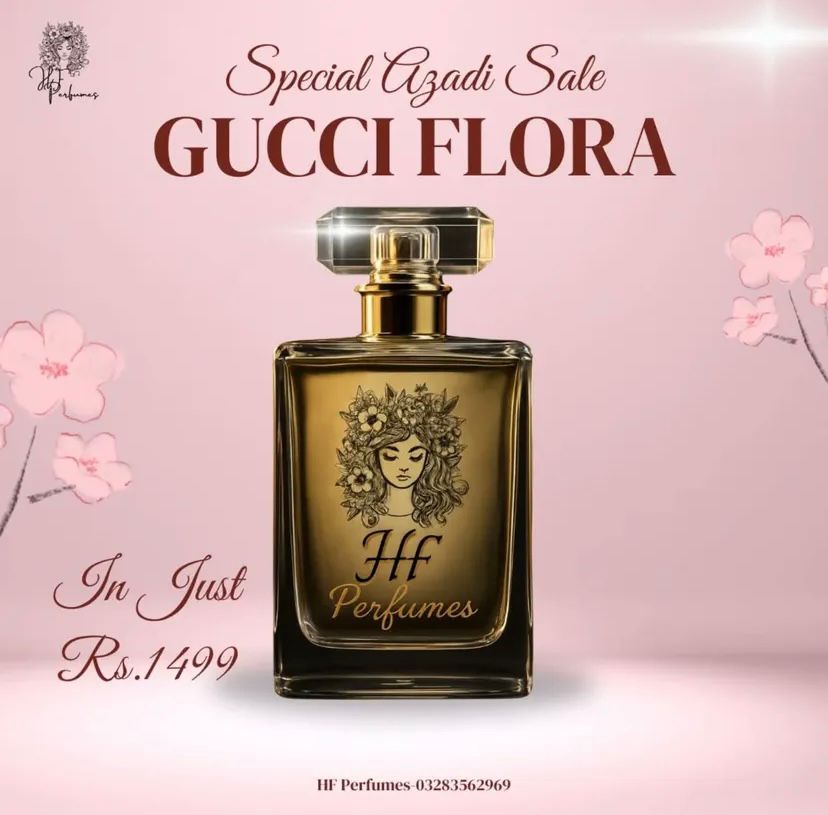 HF
Perfumes
Special Azadi Sale
GUCCI FLORA
HF
Perfumes
In Just
Rs.1499
HF Perfumes-03283562969